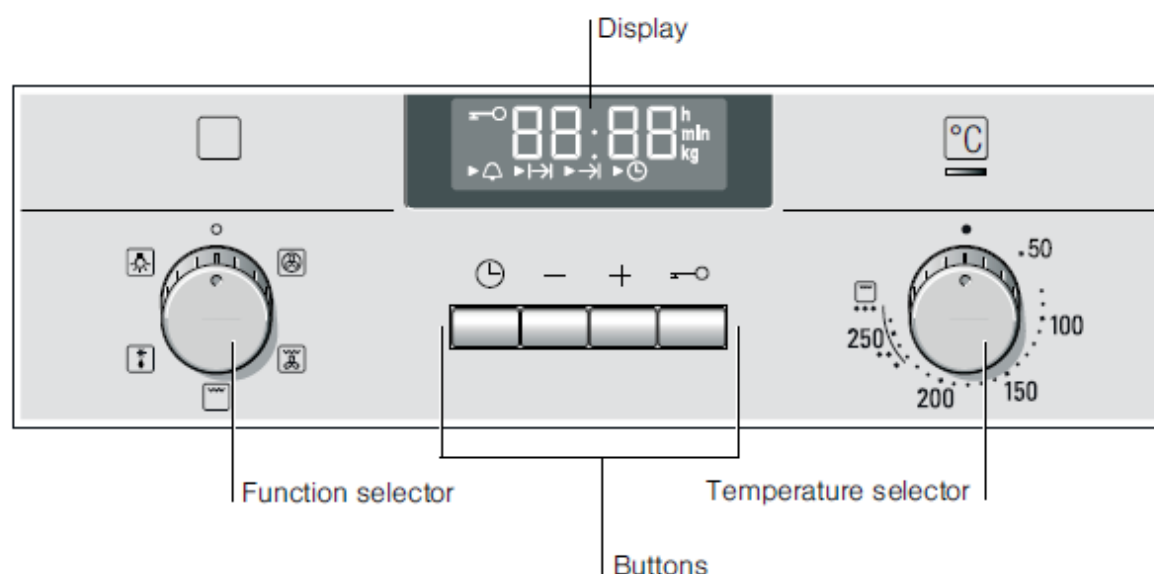 Display
88:88
h
min
kg
°C
− +
50
100
150
200
250
Function selector
Temperature selector
Buttons